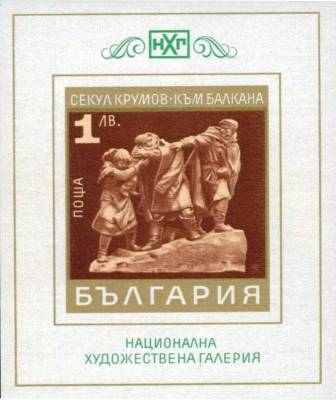 НХГ
СЕКУЛ КРУМОВ·КЪМ БАЛКАНА
1 ЛВ.
ПОЩА
БЪЛГАРИЯ
НАЦИОНАЛНА
ХУДОЖЕСТВЕНА ГАЛЕРИЯ